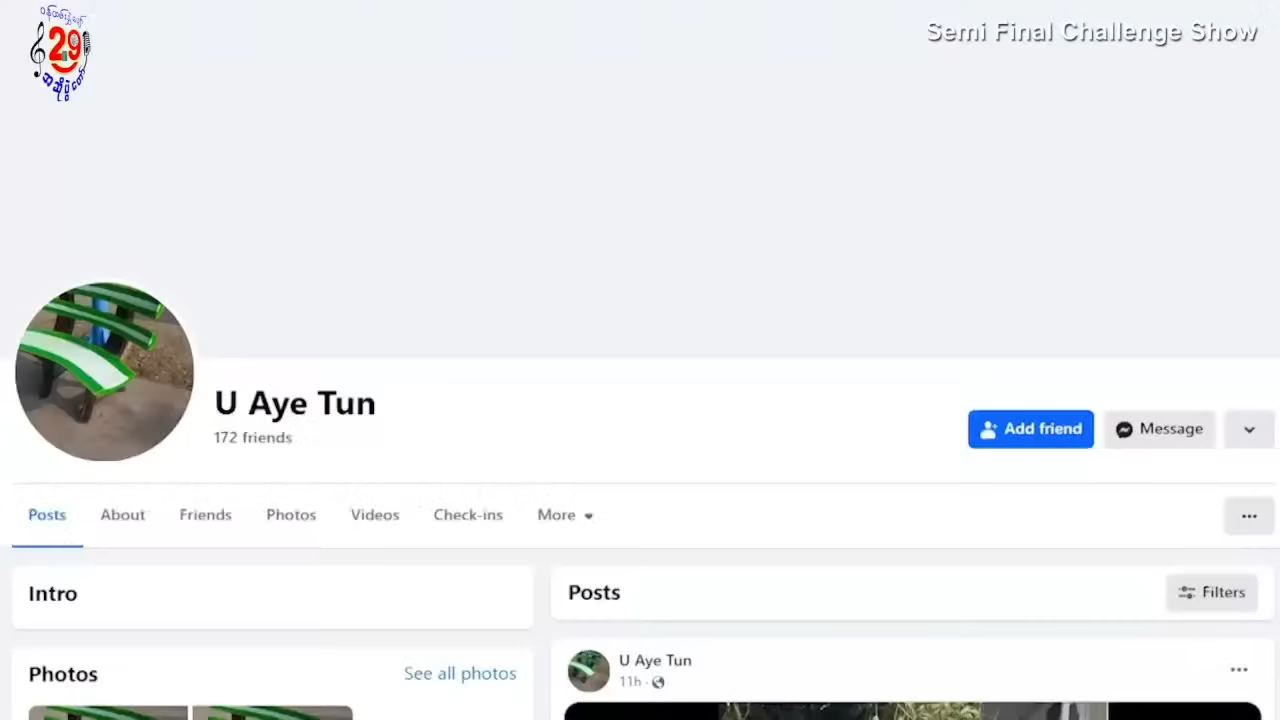 29
Semi Final Challenge Show
U Aye Tun
172 friends
Add friend
Message
Posts
About
Friends
Photos
Videos
Check-ins
More
Intro
Photos
See all photos
Posts
Filters
U Aye Tun
11h